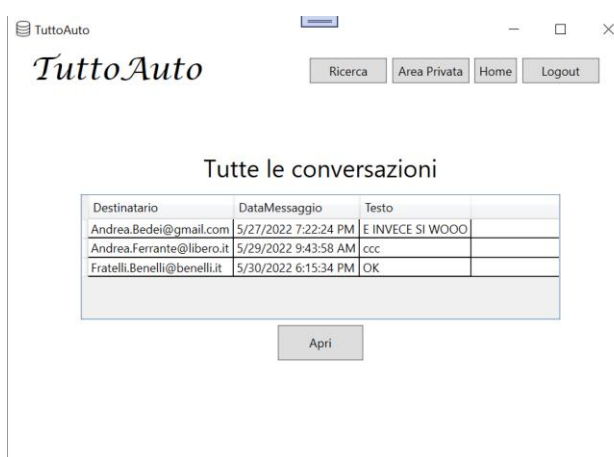 TuttoAuto
TuttoAuto
Ricerca Area Privata Home Logout
Tutte le conversazioni
Destinatario DataMessaggio Testo
Andrea.Bedei@gmail.com 5/27/2022 7:22:24 PM E INVECE SI WOOO
Andrea.Ferrante@libero.it 5/29/2022 9:43:58 AM ccc
Fratelli.Benelli@benelli.it 5/30/2022 6:15:34 PM OK
Apri